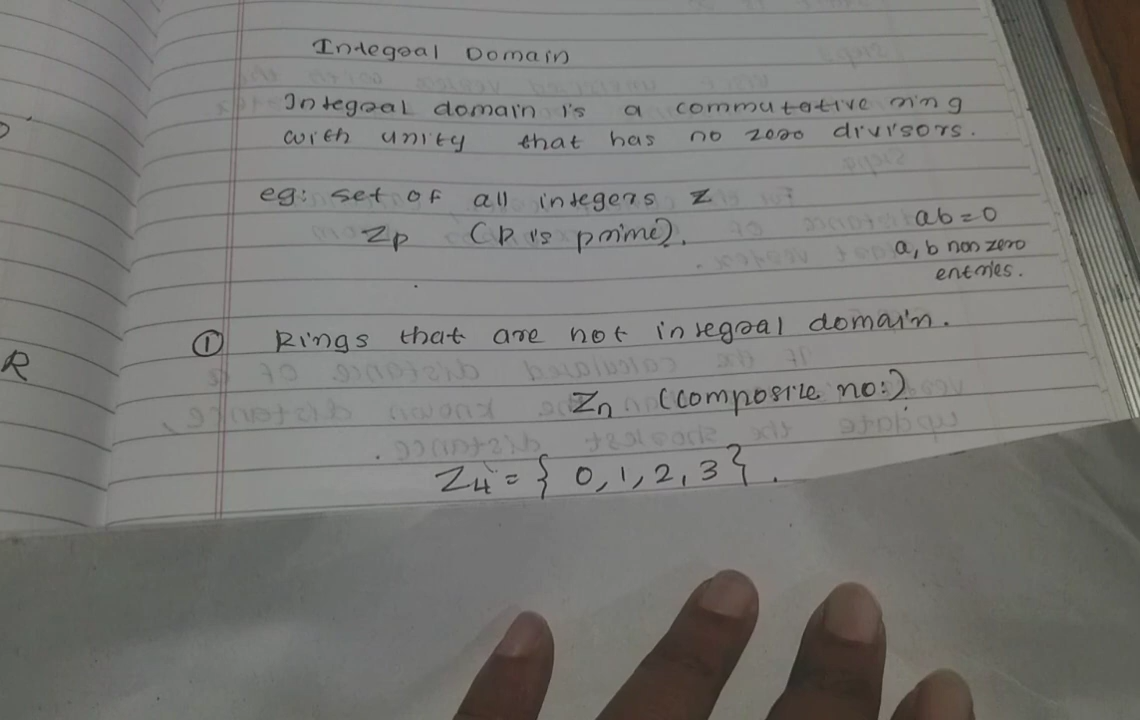 Integral Domain
Integral domain is a commutative ring
with unity that has no zero divisors.
eg: set of all integers Z
Zp (p is prime).
ab = 0
a, b non zero
entries.
① Rings that are not integral domain.
R
Zn (composite no:)
Z4 = { 0, 1, 2, 3 }.